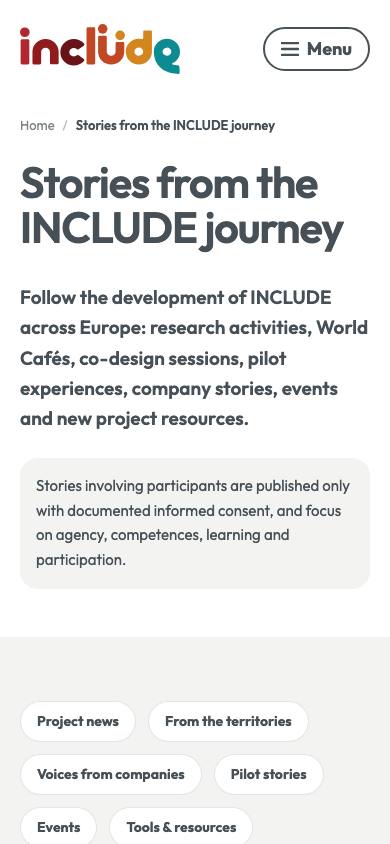 include
Menu
Home / Stories from the INCLUDE journey
Stories from the
INCLUDE journey
Follow the development of INCLUDE
across Europe: research activities, World
Cafés, co-design sessions, pilot
experiences, company stories, events
and new project resources.
Stories involving participants are published only
with documented informed consent, and focus
on agency, competences, learning and
participation.
Project news
From the territories
Voices from companies
Pilot stories
Events
Tools & resources